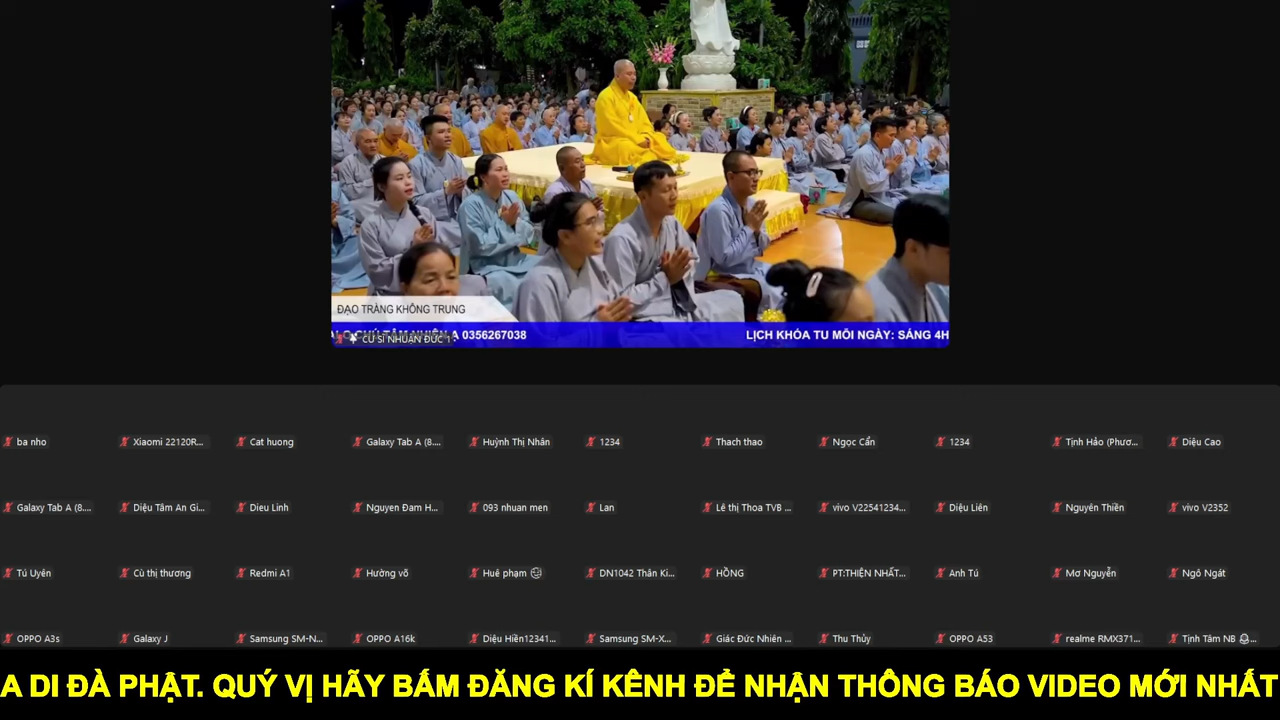 ĐẠO TRÀNG KHÔNG TRUNG
0356267038 LỊCH KHÓA TU MỖI NGÀY: SÁNG 4H
CƯ SĨ NHUẬN ĐỨC 1
ba nho Xiaomi 22120R... Cat huong Galaxy Tab A (8.... Huỳnh Thị Nhân 1234 Thach thao Ngọc Cẩn 1234 Tịnh Hảo (Phươ... Diệu Cao
Galaxy Tab A (8.... Diệu Tâm An Gi... Dieu Linh Nguyen Đam H... 093 nhuan men Lan Lê thị Thoa TVB ... vivo V22541234... Diệu Liên Nguyên Thiền vivo V2352
Tú Uyên Cù thị thương Redmi A1 Hường võ Huê phạm DN1042 Thân Ki... HỒNG PT:THIỆN NHẤT... Anh Tú Mơ Nguyễn Ngô Ngát
OPPO A3s Galaxy J Samsung SM-N... OPPO A16k Diệu Hiền12341... Samsung SM-X... Giác Đức Nhiên ... Thu Thủy OPPO A53 realme RMX371... Tịnh Tâm NB ...
A DI ĐÀ PHẬT. QUÝ VỊ HÃY BẤM ĐĂNG KÍ KÊNH ĐỂ NHẬN THÔNG BÁO VIDEO MỚI NHẤT